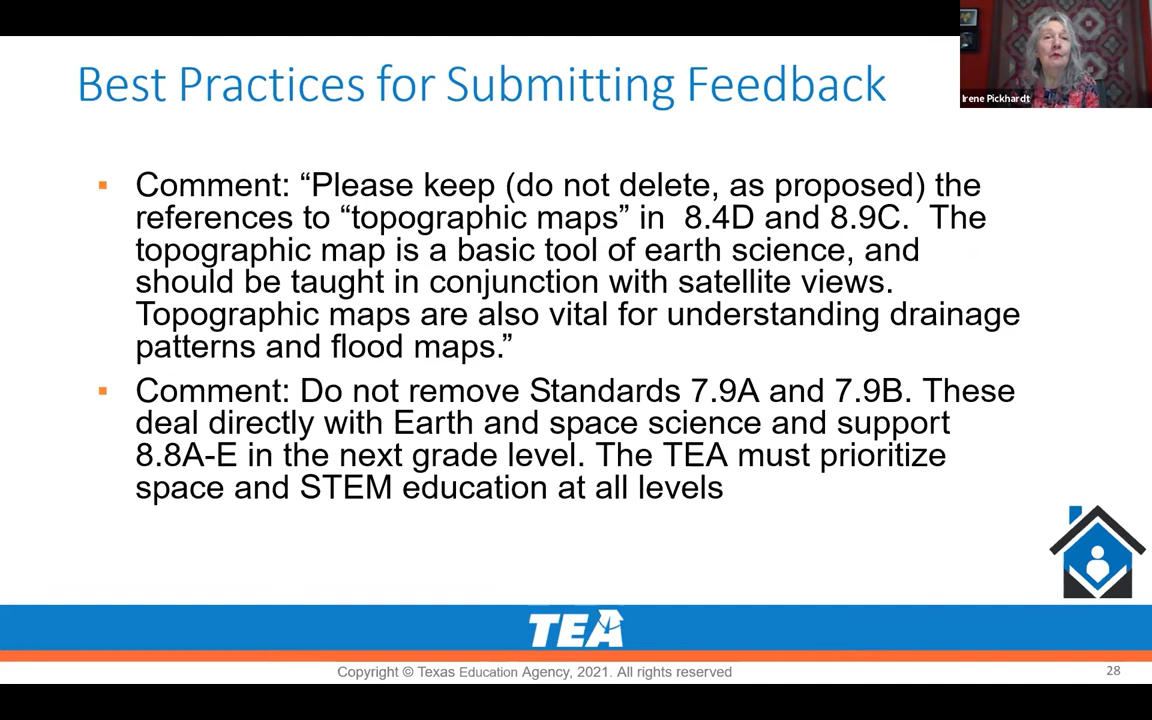 Best Practices for Submitting Feedback
Irene Pickhardt
▪ Comment: “Please keep (do not delete, as proposed) the
references to “topographic maps” in 8.4D and 8.9C. The
topographic map is a basic tool of earth science, and
should be taught in conjunction with satellite views.
Topographic maps are also vital for understanding drainage
patterns and flood maps.”
▪ Comment: Do not remove Standards 7.9A and 7.9B. These
deal directly with Earth and space science and support
8.8A-E in the next grade level. The TEA must prioritize
space and STEM education at all levels
TEA
Copyright © Texas Education Agency, 2021. All rights reserved
28